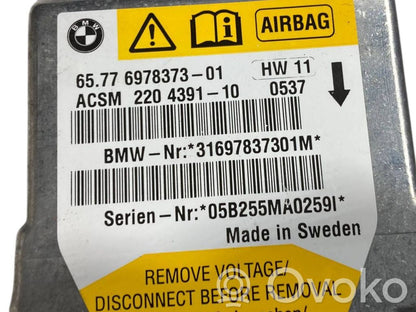 BMW
AIRBAG
65.77 6978373-01 HW 11
ACSM 220 4391-10 0537
BMW-Nr:*31697837301M*
Serien-Nr:*05B255MA0259I*
Made in Sweden
REMOVE VOLTAGE/
DISCONNECT BEFORE REMOVAL
Ovoko